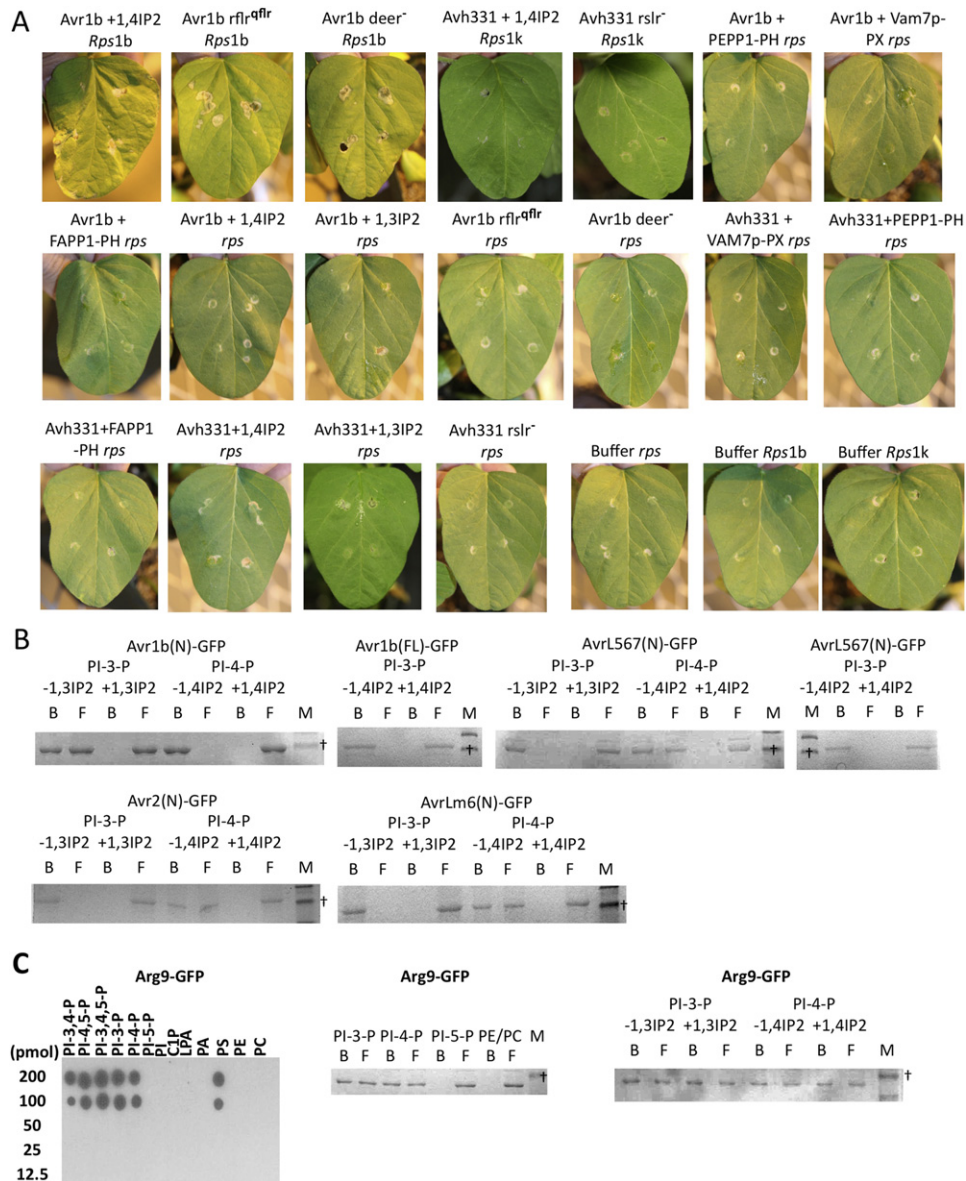 A
Avr1b +1,4IP2 Rps1b
Avr1b rflr^qflr Rps1b
Avr1b deer⁻ Rps1b
Avh331 + 1,4IP2 Rps1k
Avh331 rslr⁻ Rps1k
Avr1b + PEPP1-PH rps
Avr1b + Vam7p-PX rps
Avr1b + FAPP1-PH rps
Avr1b + 1,4IP2 rps
Avr1b + 1,3IP2 rps
Avr1b rflr^qflr rps
Avr1b deer⁻ rps
Avh331 + VAM7p-PX rps
Avh331+PEPP1-PH rps
Avh331+FAPP1 -PH rps
Avh331+1,4IP2 rps
Avh331+1,3IP2 rps
Avh331 rslr⁻ rps
Buffer rps
Buffer Rps1b
Buffer Rps1k
B
Avr1b(N)-GFP
PI-3-P PI-4-P
-1,3IP2 +1,3IP2 -1,4IP2 +1,4IP2
B F B F B F B F M
†
Avr1b(FL)-GFP
PI-3-P
-1,4IP2 +1,4IP2
B F B F M
†
AvrL567(N)-GFP
PI-3-P PI-4-P
-1,3IP2 +1,3IP2 -1,4IP2 +1,4IP2
B F B F B F B F M
†
AvrL567(N)-GFP
PI-3-P
-1,4IP2 +1,4IP2
M B F B F
†
Avr2(N)-GFP
PI-3-P PI-4-P
-1,3IP2 +1,3IP2 -1,4IP2 +1,4IP2
B F B F B F B F M
†
AvrLm6(N)-GFP
PI-3-P PI-4-P
-1,3IP2 +1,3IP2 -1,4IP2 +1,4IP2
B F B F B F B F M
†
C
Arg9-GFP
PI-3,4-P
PI-4,5-P
PI-3,4,5-P
PI-3-P
PI-4-P
PI-5-P
PI
C1P
LPA
PA
PS
PE
PC
(pmol)
200
100
50
25
12.5
Arg9-GFP
PI-3-P PI-4-P PI-5-P PE/PC M
B F B F B F B F
†
Arg9-GFP
PI-3-P PI-4-P
-1,3IP2 +1,3IP2 -1,4IP2 +1,4IP2
B F B F B F B F M
†